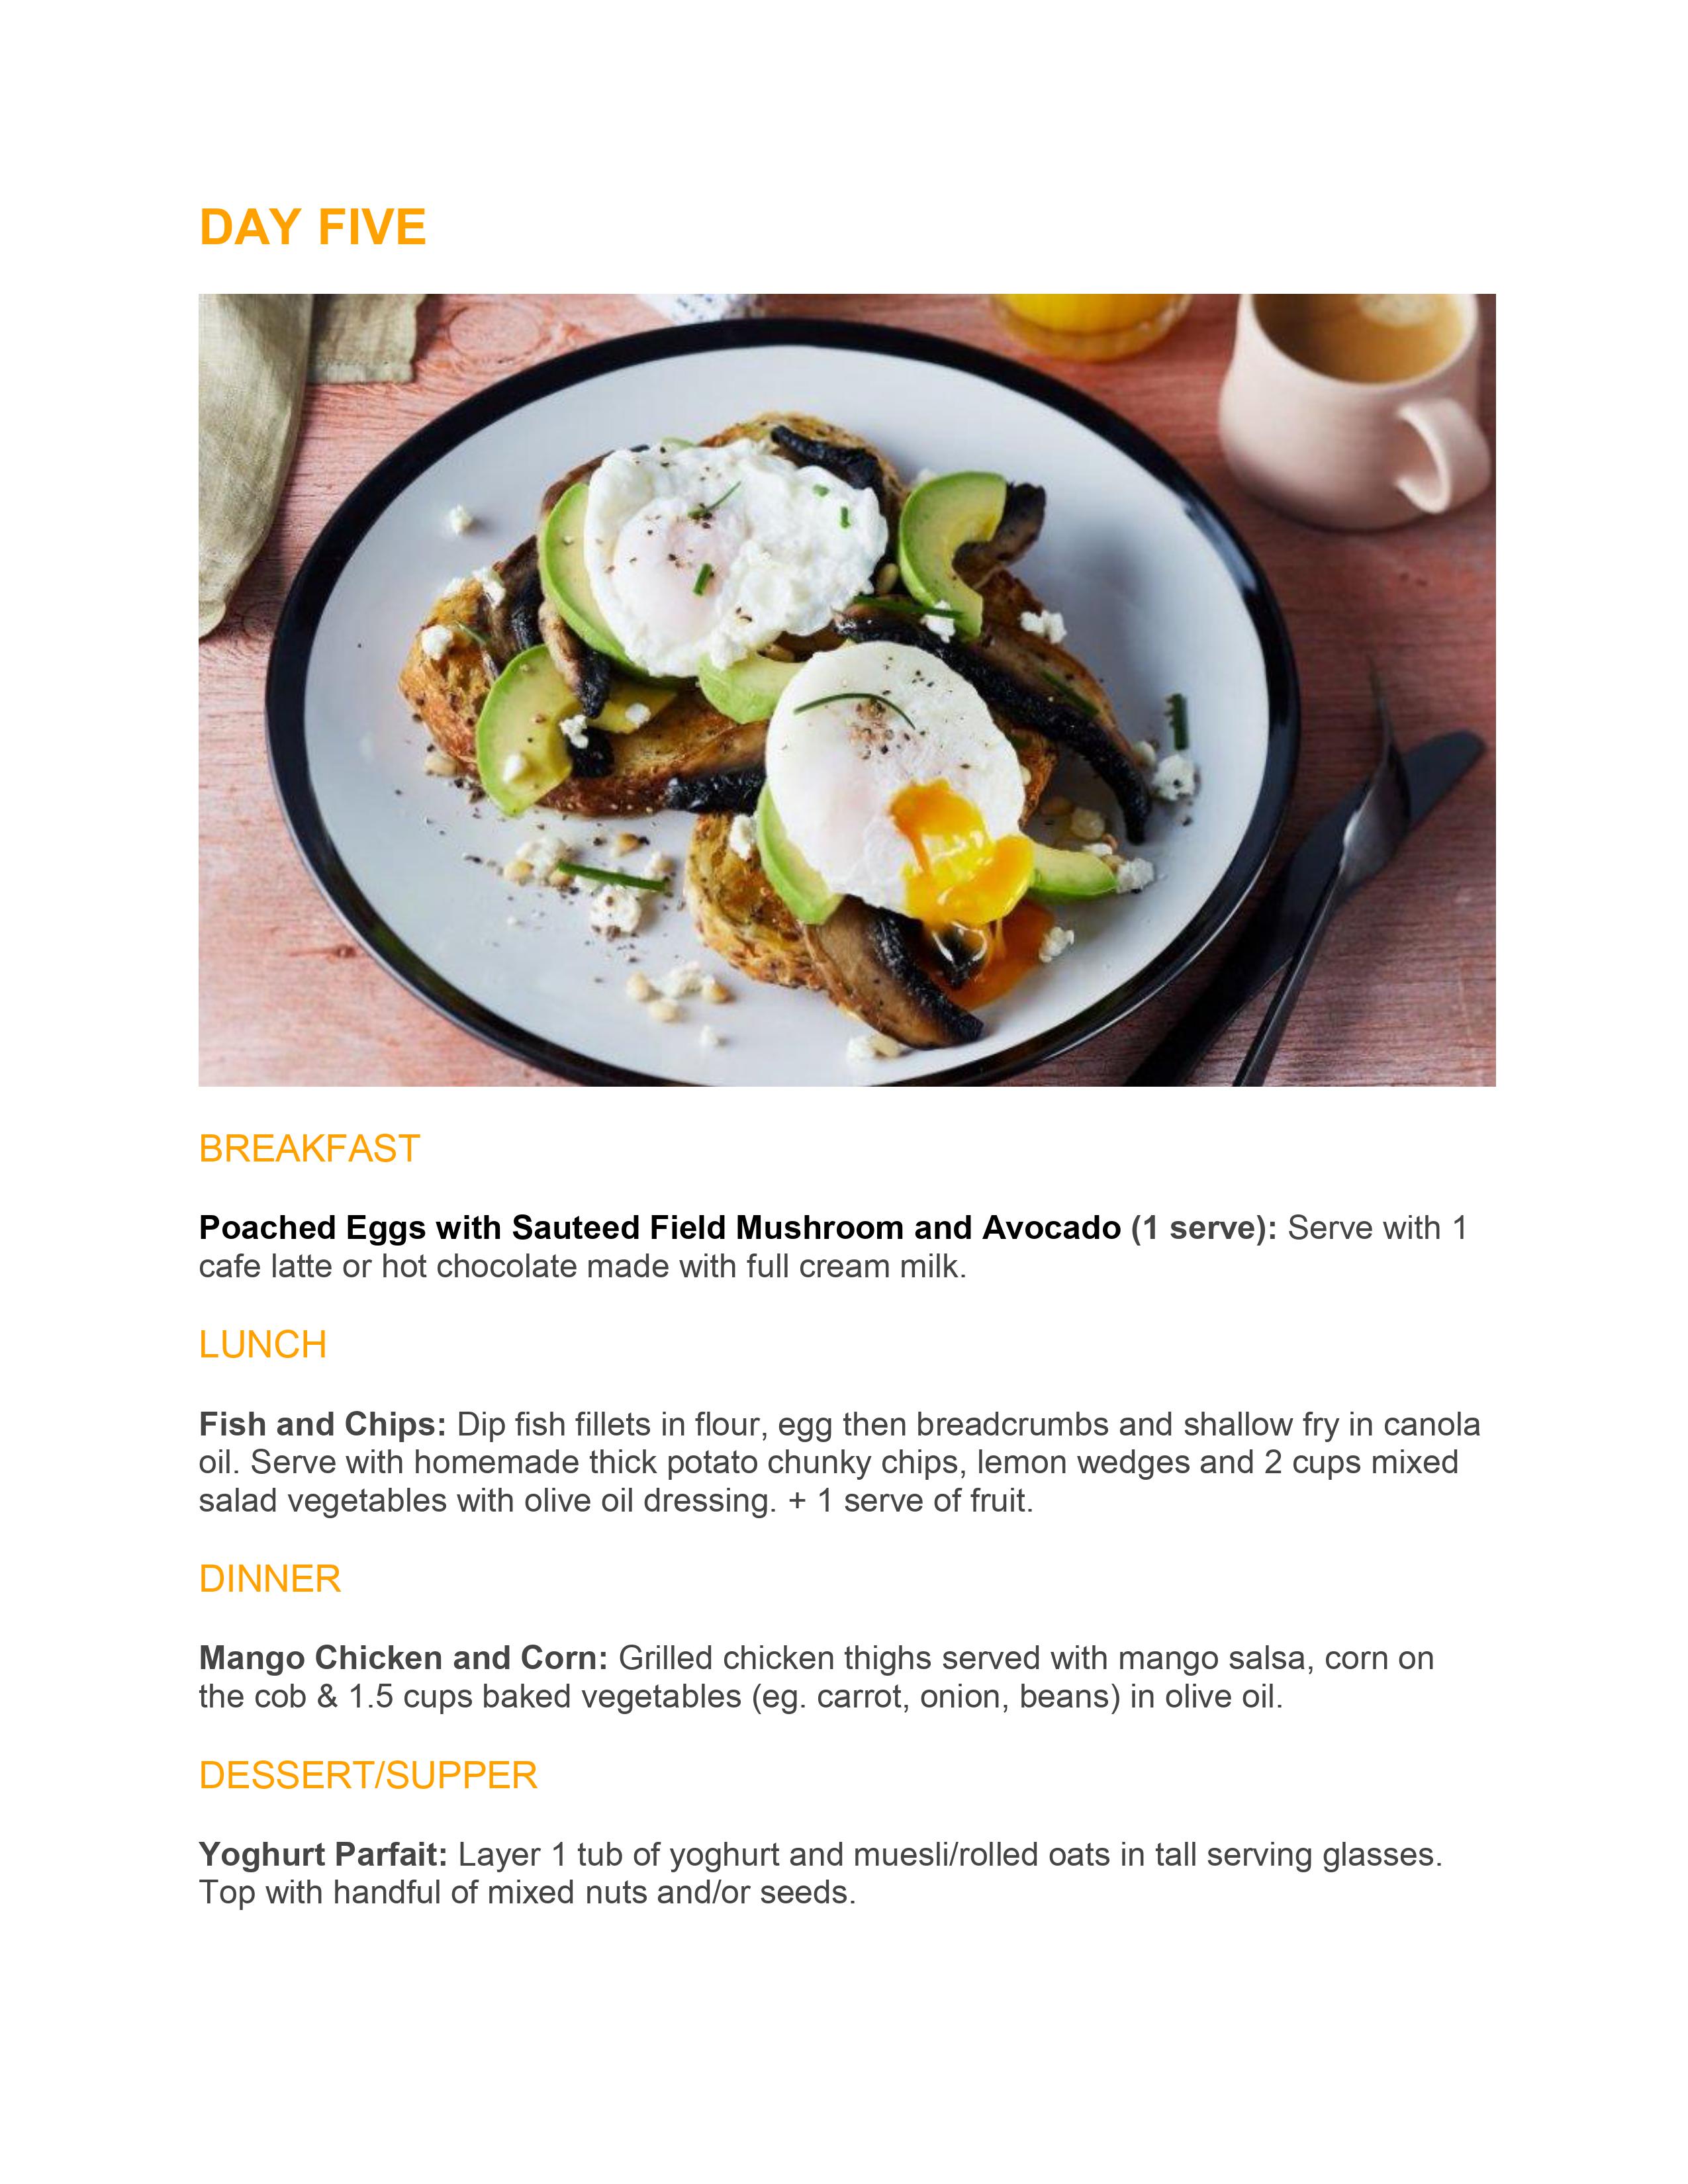 DAY FIVE
BREAKFAST
Poached Eggs with Sauteed Field Mushroom and Avocado (1 serve): Serve with 1
cafe latte or hot chocolate made with full cream milk.
LUNCH
Fish and Chips: Dip fish fillets in flour, egg then breadcrumbs and shallow fry in canola
oil. Serve with homemade thick potato chunky chips, lemon wedges and 2 cups mixed
salad vegetables with olive oil dressing. + 1 serve of fruit.
DINNER
Mango Chicken and Corn: Grilled chicken thighs served with mango salsa, corn on
the cob & 1.5 cups baked vegetables (eg. carrot, onion, beans) in olive oil.
DESSERT/SUPPER
Yoghurt Parfait: Layer 1 tub of yoghurt and muesli/rolled oats in tall serving glasses.
Top with handful of mixed nuts and/or seeds.